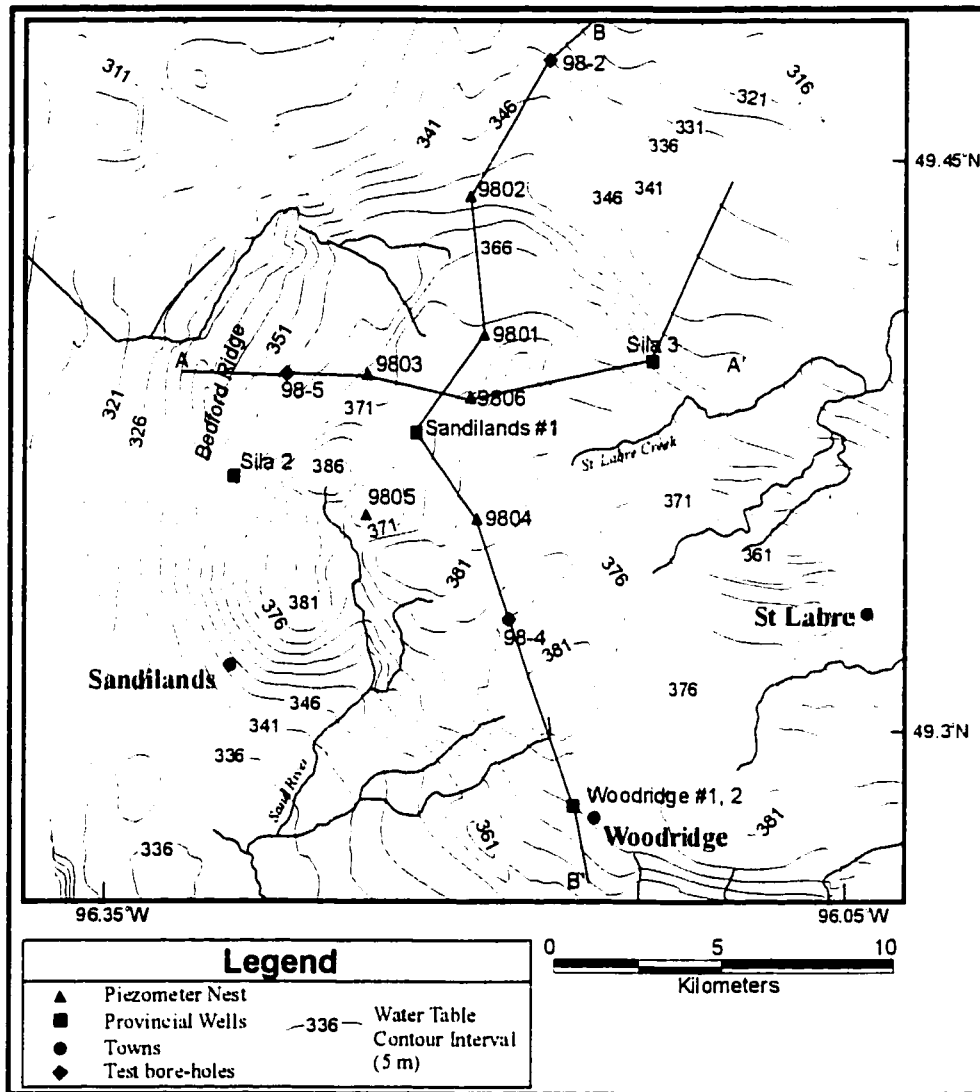 B
98-2
311
316
321
346
341
331
336
49.45°N
9802
346
341
366
9801
351
Sila 3
A
9803
A'
98-5
9806
371
321
326
Bedford Ridge
Sandilands #1
St Labre Creek
Sila 2
386
9805
371
9804
371
381
376
361
376
381
St Labre
98-4
381
Sandilands
376
346
341
336
49.3°N
Sand River
Woodridge #1, 2
381
336
361
Woodridge
B'
96.35°W
96.05°W
Legend
Piezometer Nest
Provincial Wells
Towns
Test bore-holes
336
Water Table
Contour Interval
(5 m)
0
5
10
Kilometers